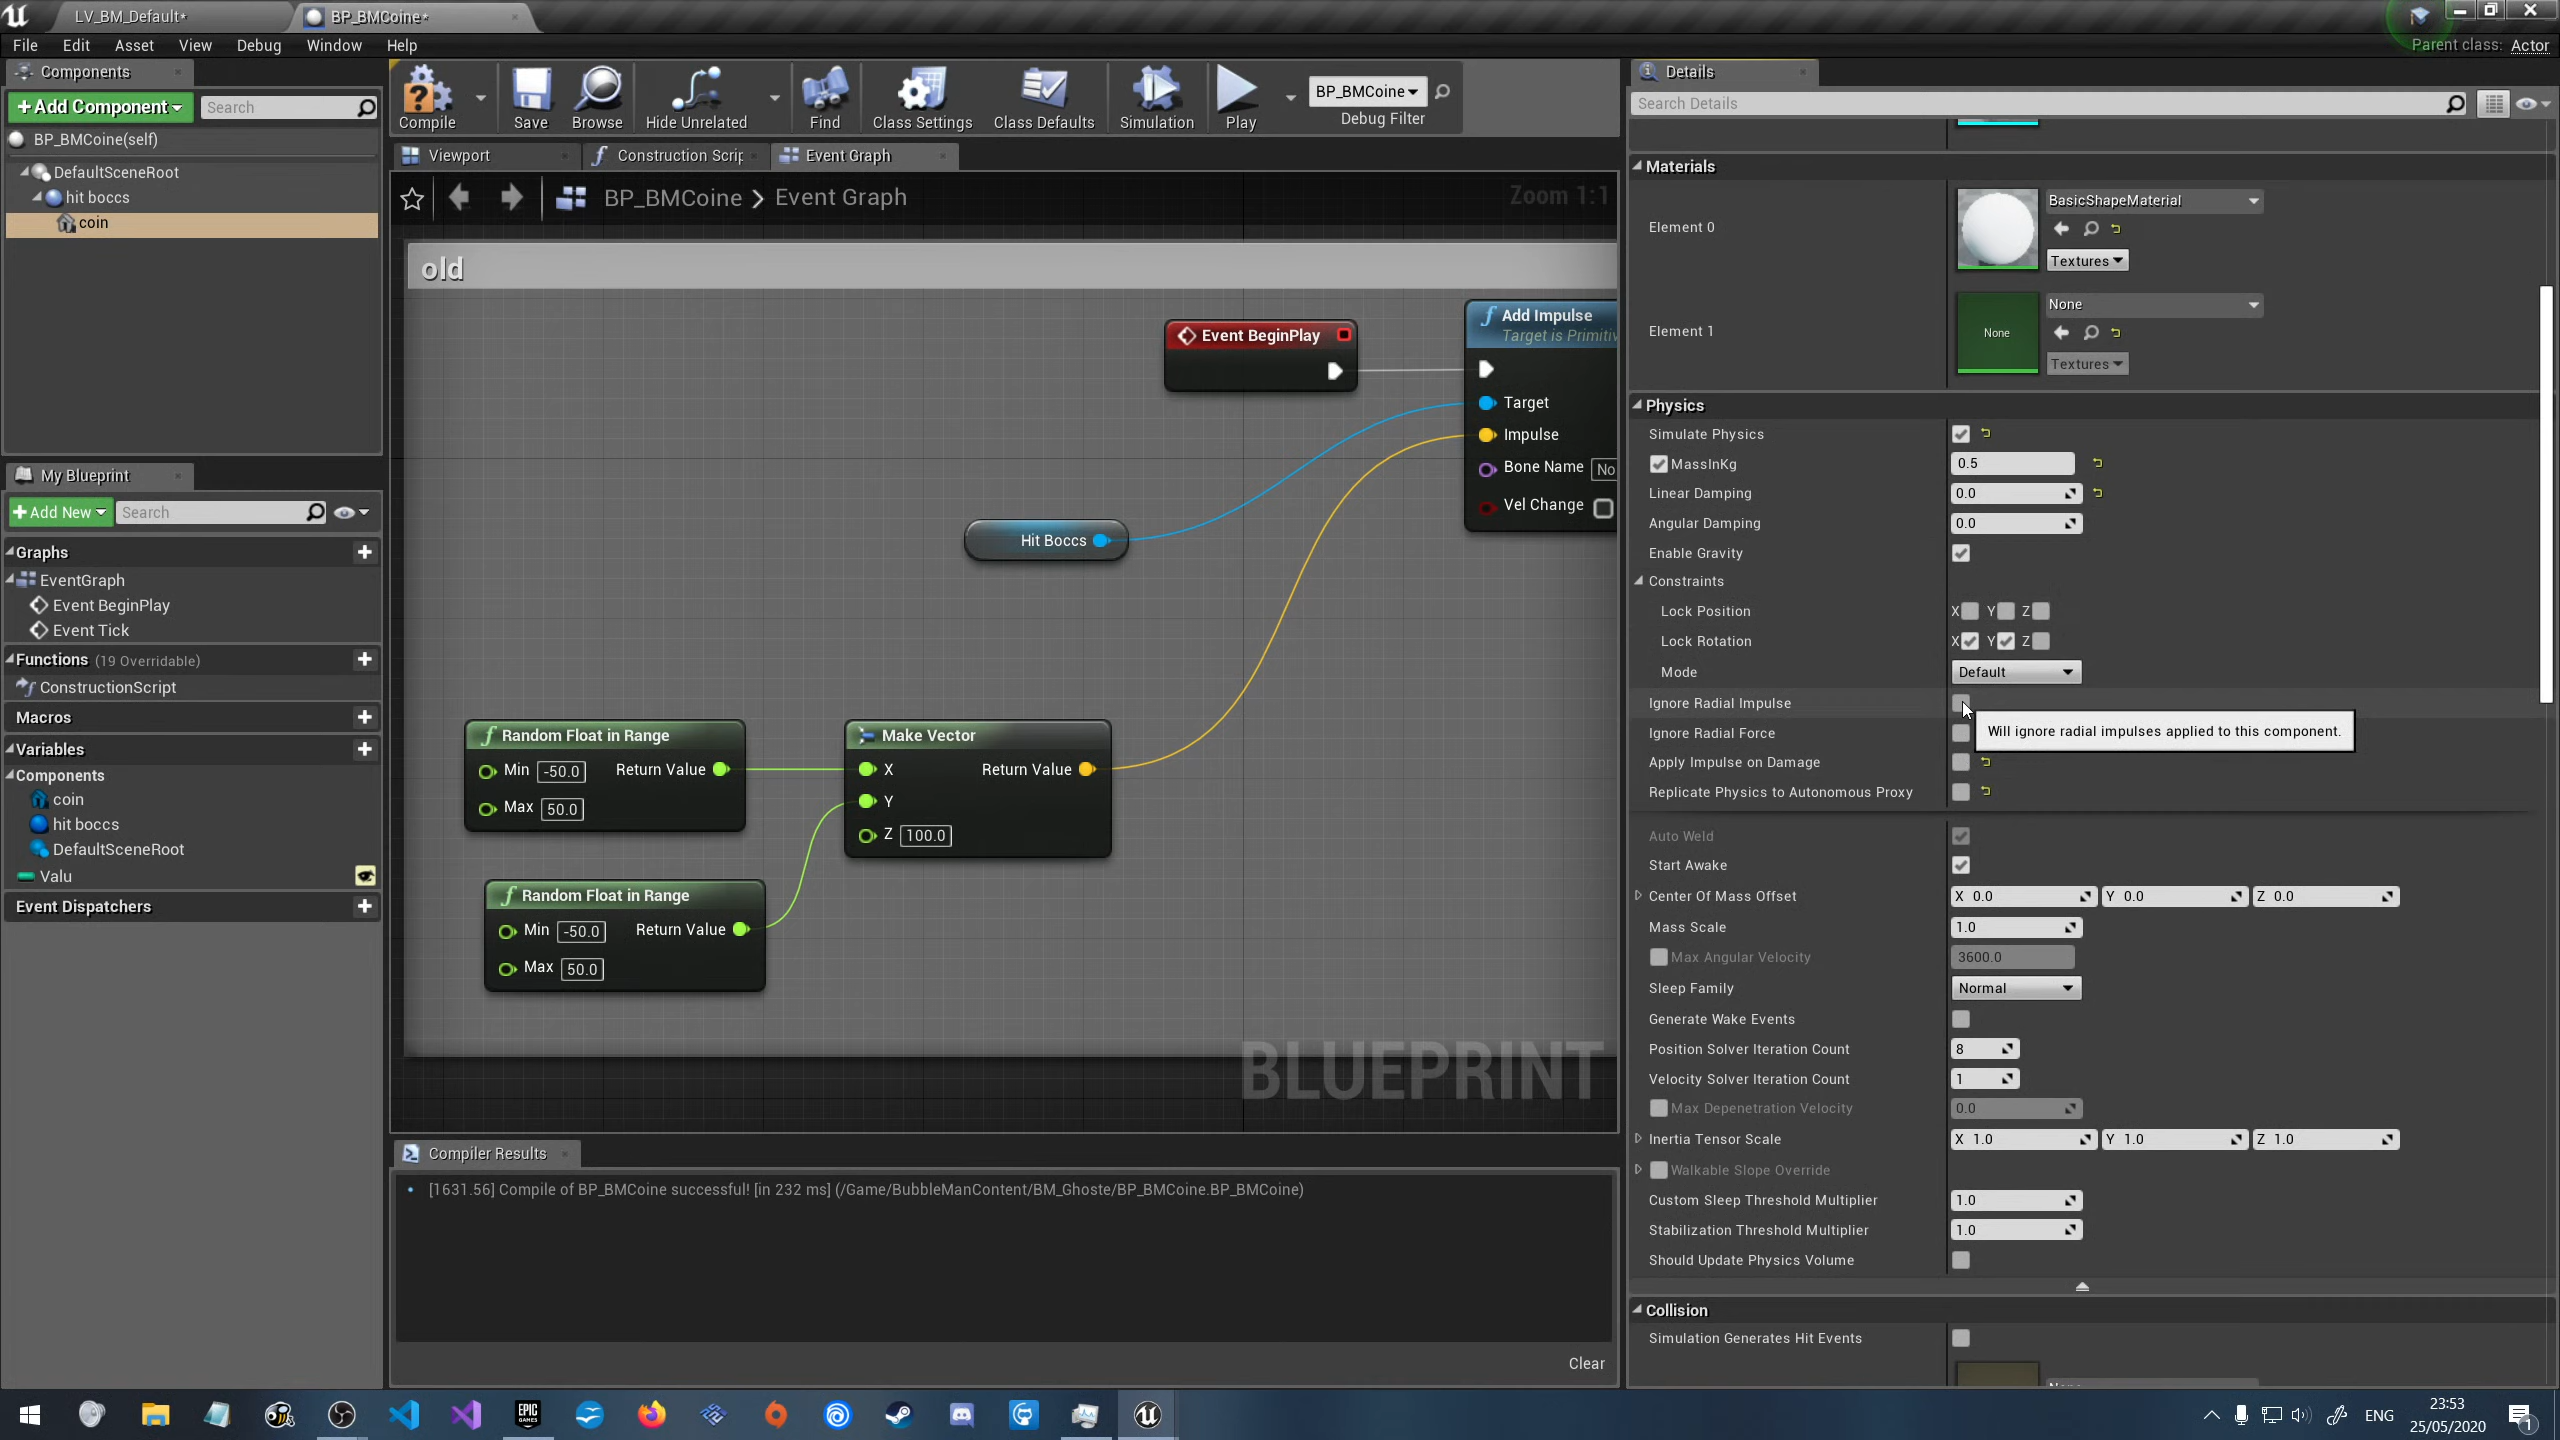 LV_BM_Default*
BP_BMCoine*
File Edit Asset View Debug Window Help
Parent class: Actor
Components
+Add Component
Search
BP_BMCoine(self)
DefaultSceneRoot
hit boccs
coin
Compile
Save
Browse
Hide Unrelated
Find
Class Settings
Class Defaults
Simulation
Play
BP_BMCoine
Debug Filter
Viewport
Construction Scrip
Event Graph
BP_BMCoine > Event Graph
Zoom 1:1
old
Event BeginPlay
Add Impulse
Target is Primitiv
Target
Impulse
Bone Name No
Vel Change
Hit Boccs
Random Float in Range
Min -50.0 Return Value
Max 50.0
Make Vector
X Return Value
Y
Z 100.0
Random Float in Range
Min -50.0 Return Value
Max 50.0
BLUEPRINT
My Blueprint
+Add New
Search
Graphs
EventGraph
Event BeginPlay
Event Tick
Functions (19 Overridable)
ConstructionScript
Macros
Variables
Components
coin
hit boccs
DefaultSceneRoot
Valu
Event Dispatchers
Compiler Results
[1631.56] Compile of BP_BMCoine successful! [in 232 ms] (/Game/BubbleManContent/BM_Ghoste/BP_BMCoine.BP_BMCoine)
Clear
Details
Search Details
Materials
Element 0
BasicShapeMaterial
Textures
Element 1
None
None
Textures
Physics
Simulate Physics
MassInKg 0.5
Linear Damping 0.0
Angular Damping 0.0
Enable Gravity
Constraints
Lock Position X Y Z
Lock Rotation X Y Z
Mode Default
Ignore Radial Impulse
Will ignore radial impulses applied to this component.
Ignore Radial Force
Apply Impulse on Damage
Replicate Physics to Autonomous Proxy
Auto Weld
Start Awake
Center Of Mass Offset X 0.0 Y 0.0 Z 0.0
Mass Scale 1.0
Max Angular Velocity 3600.0
Sleep Family Normal
Generate Wake Events
Position Solver Iteration Count 8
Velocity Solver Iteration Count 1
Max Depenetration Velocity 0.0
Inertia Tensor Scale X 1.0 Y 1.0 Z 1.0
Walkable Slope Override
Custom Sleep Threshold Multiplier 1.0
Stabilization Threshold Multiplier 1.0
Should Update Physics Volume
Collision
Simulation Generates Hit Events
EPIC GAMES
ENG
23:53
25/05/2020
1